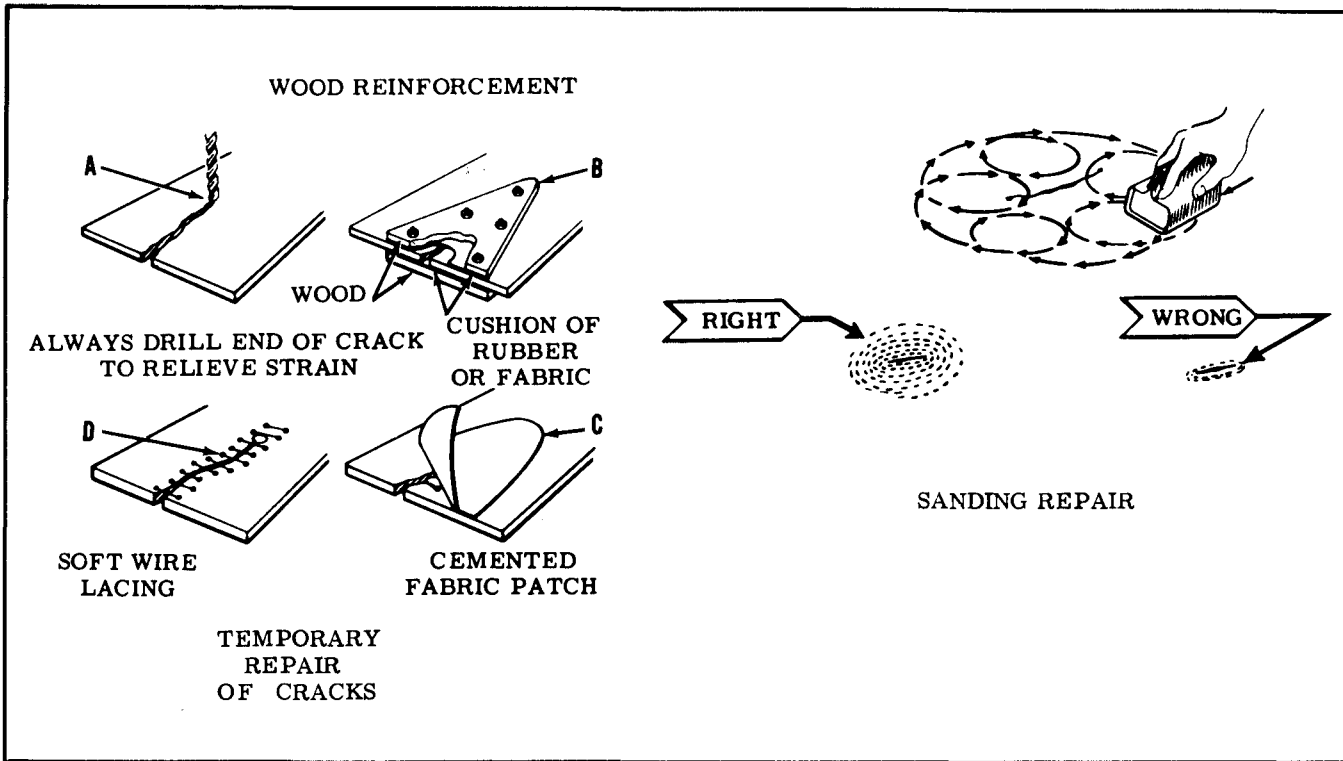 WOOD REINFORCEMENT
A
B
WOOD
ALWAYS DRILL END OF CRACK
TO RELIEVE STRAIN
CUSHION OF
RUBBER
OR FABRIC
D
C
SOFT WIRE
LACING
CEMENTED
FABRIC PATCH
TEMPORARY
REPAIR
OF CRACKS
RIGHT
WRONG
SANDING REPAIR